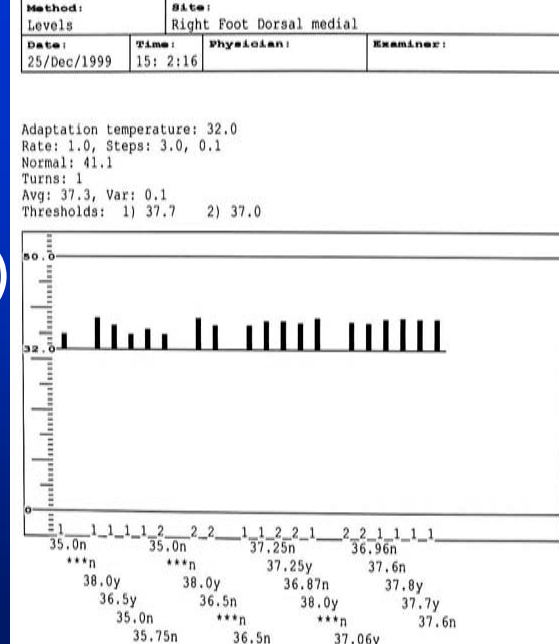 Method: Site:
Levels Right Foot Dorsal medial
Date: Time: Physician: Examiner:
25/Dec/1999 15: 2:16
Adaptation temperature: 32.0
Rate: 1.0, Steps: 3.0, 0.1
Normal: 41.1
Turns: 1
Avg: 37.3, Var: 0.1
Thresholds: 1) 37.7 2) 37.0
50.0
32.0
0
1 1 1 1 1 2 2 2 1 1 2 2 1 2 2 1 1 1 1
35.0n 35.0n 37.25n 36.96n
***n ***n 37.25y 37.6n
38.0y 38.0y 36.87n 37.8y
36.5y 36.5n 38.0y 37.7y
35.0n ***n ***n 37.6n
35.75n 36.5n 37.06y